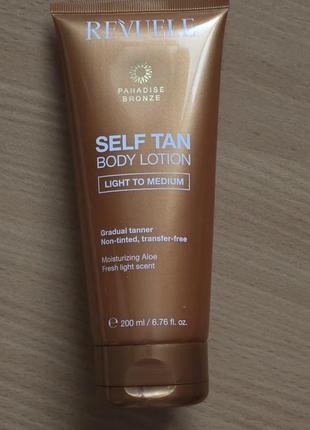 REVUELE
PARADISE
BRONZE
SELF TAN
BODY LOTION
LIGHT TO MEDIUM
Gradual tanner
Non-tinted, transfer-free
Moisturizing Aloe
Fresh light scent
℮ 200 ml / 6.76 fl. oz.